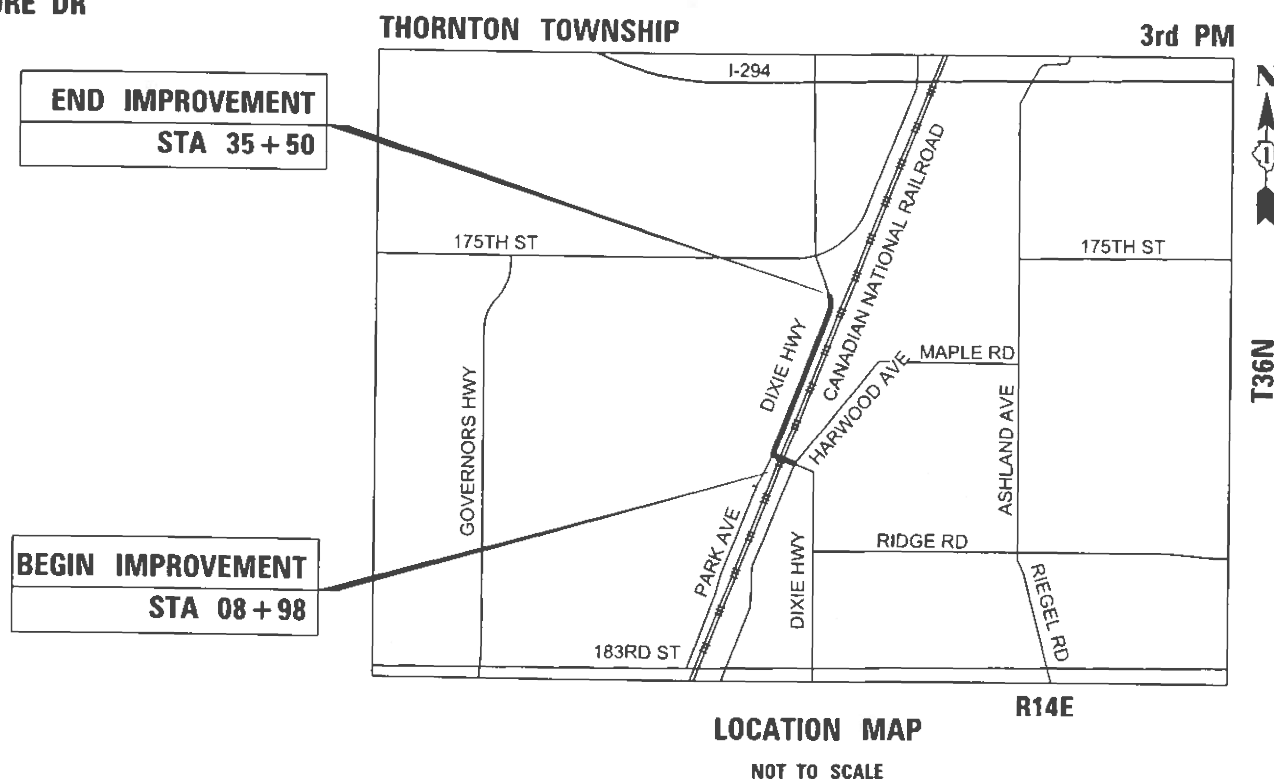 THORNTON TOWNSHIP
3rd PM
I-294
N
1
END IMPROVEMENT
STA 35+50
CANADIAN NATIONAL RAILROAD
175TH ST
175TH ST
DIXIE HWY
MAPLE RD
HARWOOD AVE
T36N
GOVERNORS HWY
ASHLAND AVE
BEGIN IMPROVEMENT
STA 08+98
PARK AVE
DIXIE HWY
RIDGE RD
RIEGEL RD
183RD ST
R14E
LOCATION MAP
NOT TO SCALE